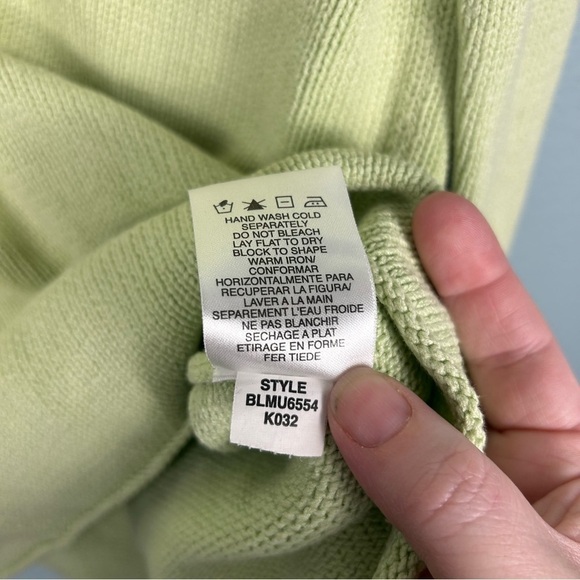 HAND WASH COLD
SEPARATELY
DO NOT BLEACH
LAY FLAT TO DRY
BLOCK TO SHAPE
WARM IRON/
CONFORMAR
HORIZONTALMENTE PARA
RECUPERAR LA FIGURA/
LAVER A LA MAIN
SEPAREMENT L'EAU FROIDE
NE PAS BLANCHIR
SECHAGE A PLAT
ETIRAGE EN FORME
FER TIEDE
STYLE
BLMU6554
K032